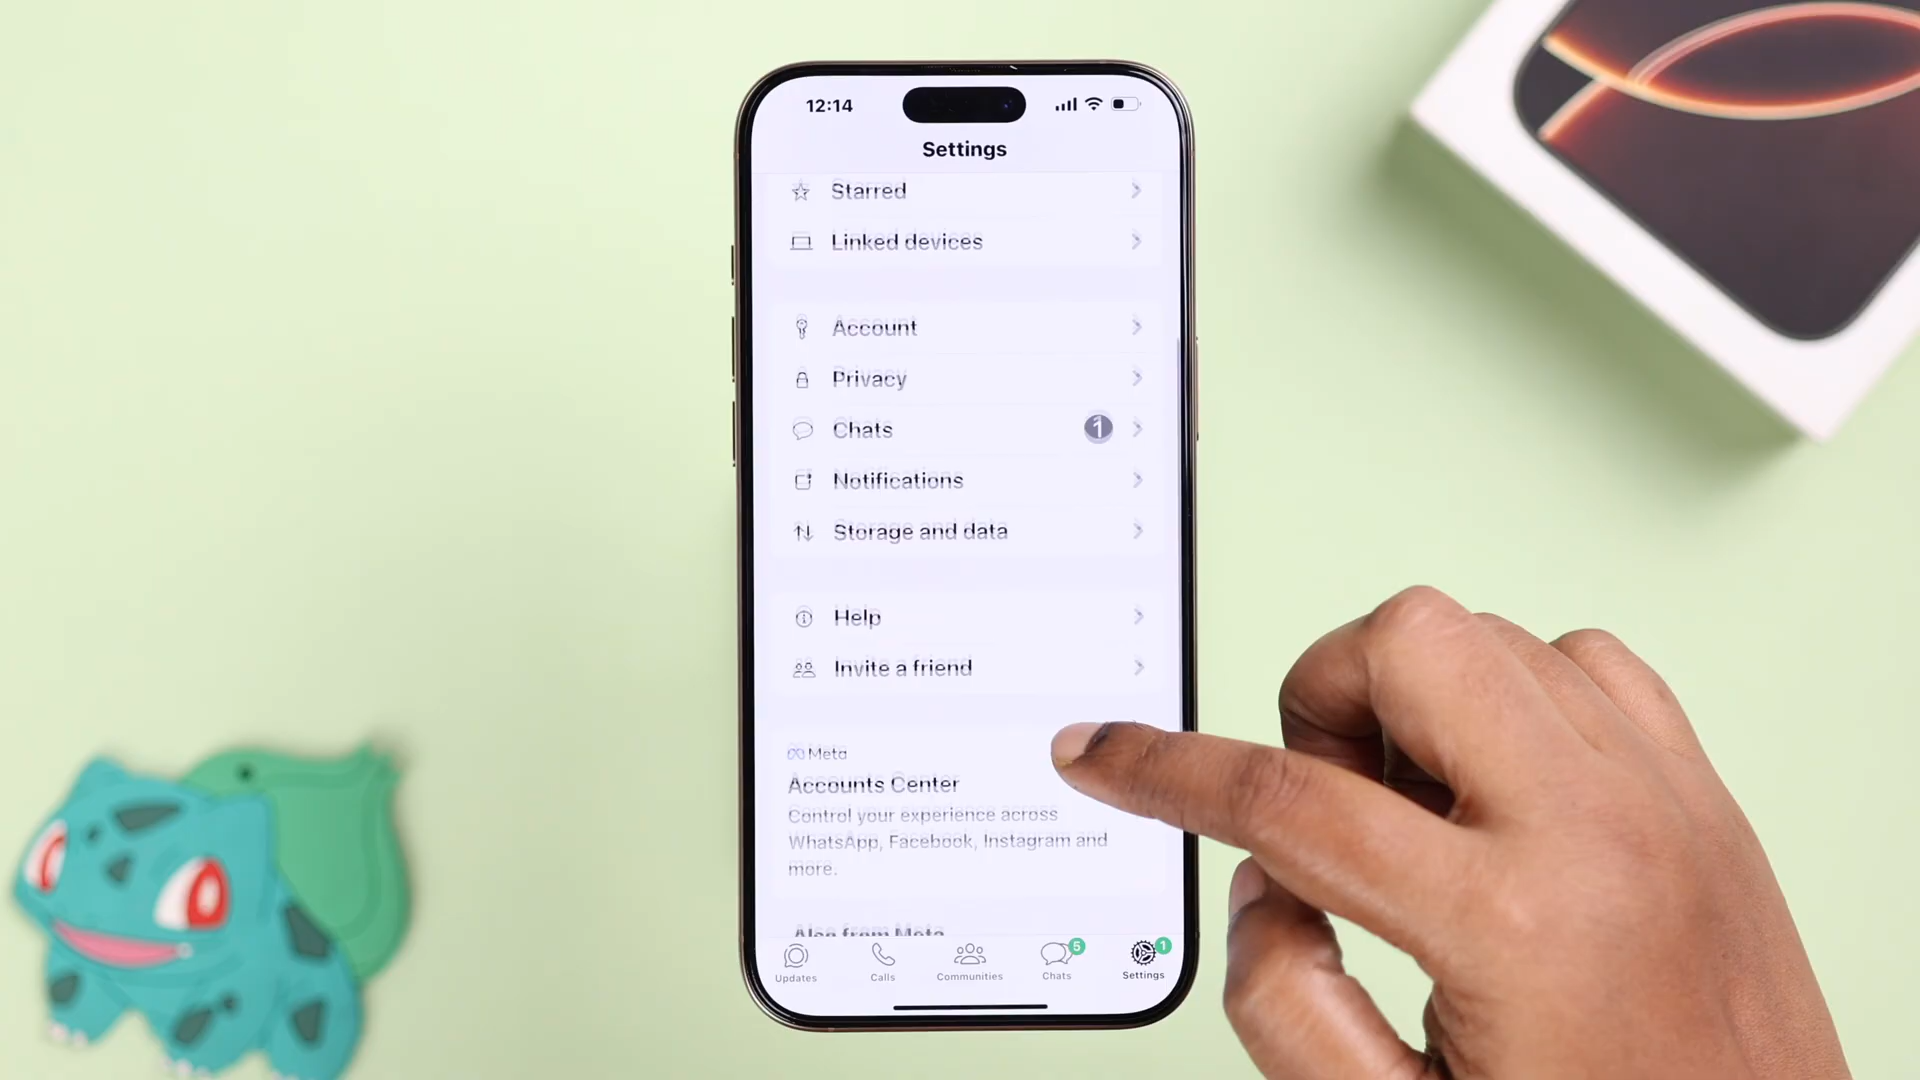 12:14
Settings
Starred
Linked devices
Account
Privacy
Chats 1
Notifications
Storage and data
Help
Invite a friend
Meta
Accounts Center
Control your experience across
WhatsApp, Facebook, Instagram and
more.
Also from Meta
5 1
Updates Calls Communities Chats Settings